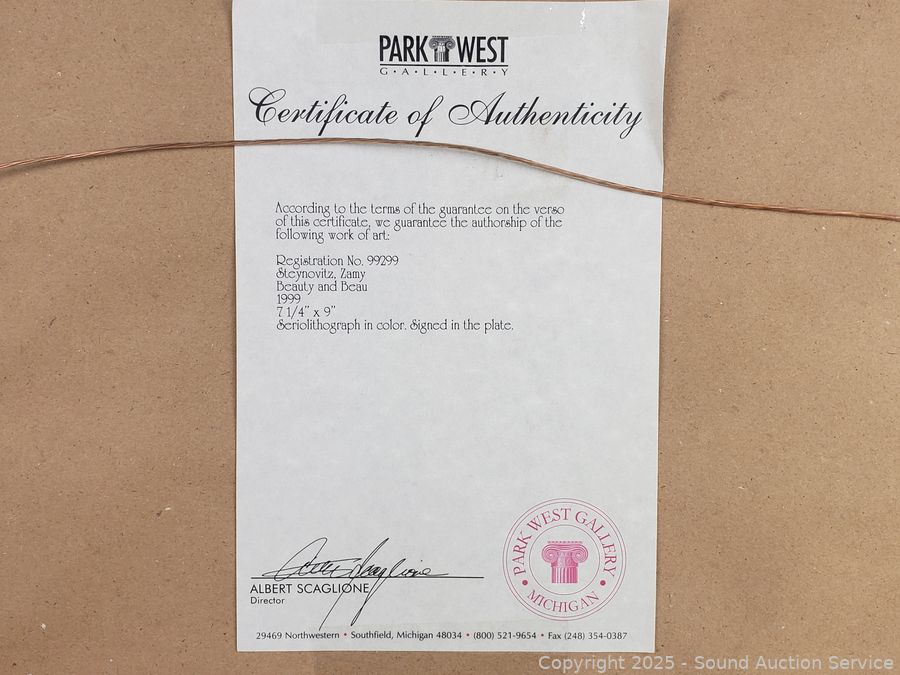 PARK WEST
G•A•L•L•E•R•Y
Certificate of Authenticity
According to the terms of the guarantee on the verso
of this certificate, we guarantee the authorship of the
following work of art:
Registration No. 99299
Steynovitz, Zamy
Beauty and Beau
1999
7 1/4" x 9"
Seriolithograph in color. Signed in the plate.
PARK WEST GALLERY
• MICHIGAN •
ALBERT SCAGLIONE
Director
29469 Northwestern • Southfield, Michigan 48034 • (800) 521-9654 • Fax (248) 354-0387
Copyright 2025 - Sound Auction Service